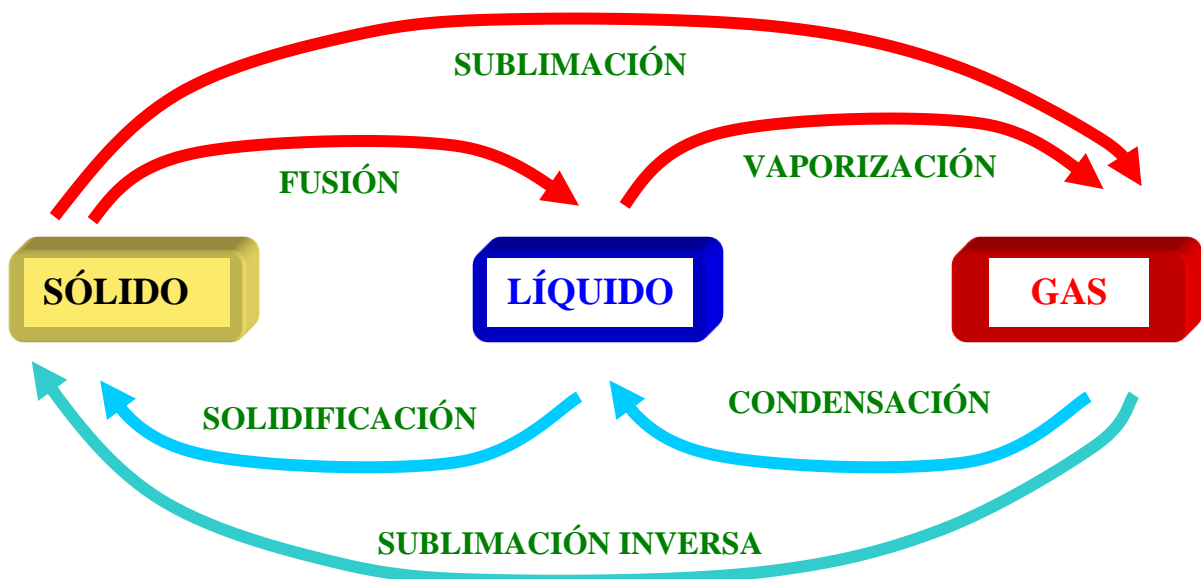 SUBLIMACIÓN
FUSIÓN
VAPORIZACIÓN
SÓLIDO
LÍQUIDO
GAS
SOLIDIFICACIÓN
CONDENSACIÓN
SUBLIMACIÓN INVERSA